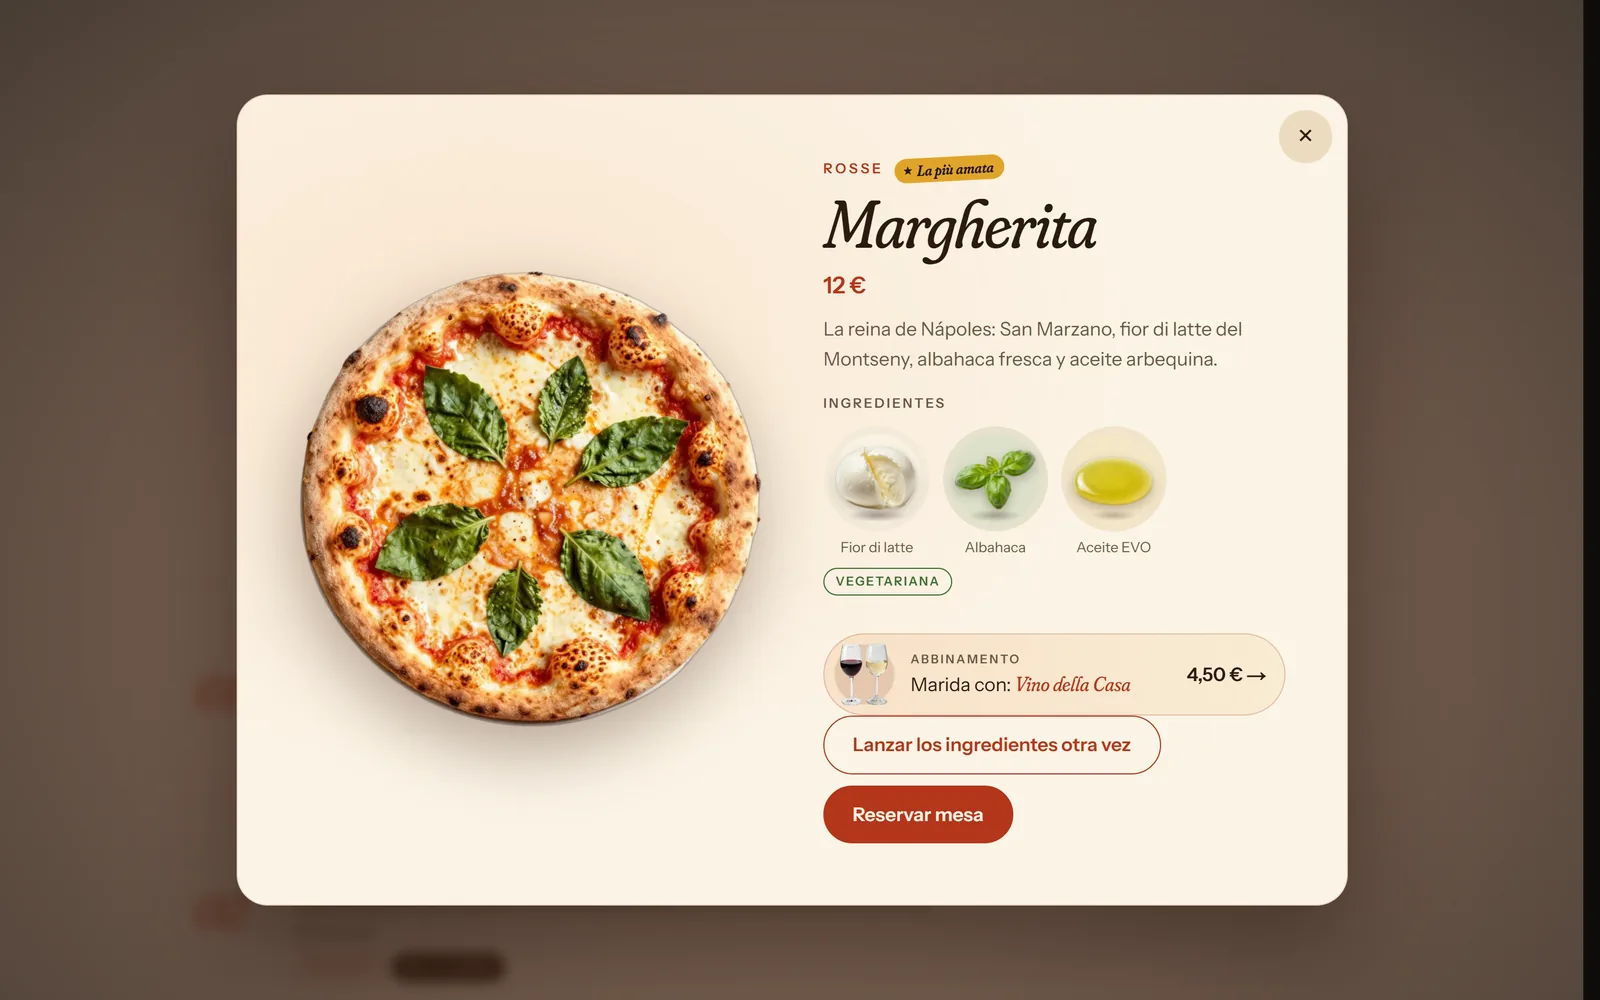 ROSSE ★ La più amata
Margherita
12 €
La reina de Nápoles: San Marzano, fior di latte del
Montseny, albahaca fresca y aceite arbequina.
INGREDIENTES
Fior di latte Albahaca Aceite EVO
VEGETARIANA
ABBINAMENTO
Marida con: Vino della Casa 4,50 € →
Lanzar los ingredientes otra vez
Reservar mesa